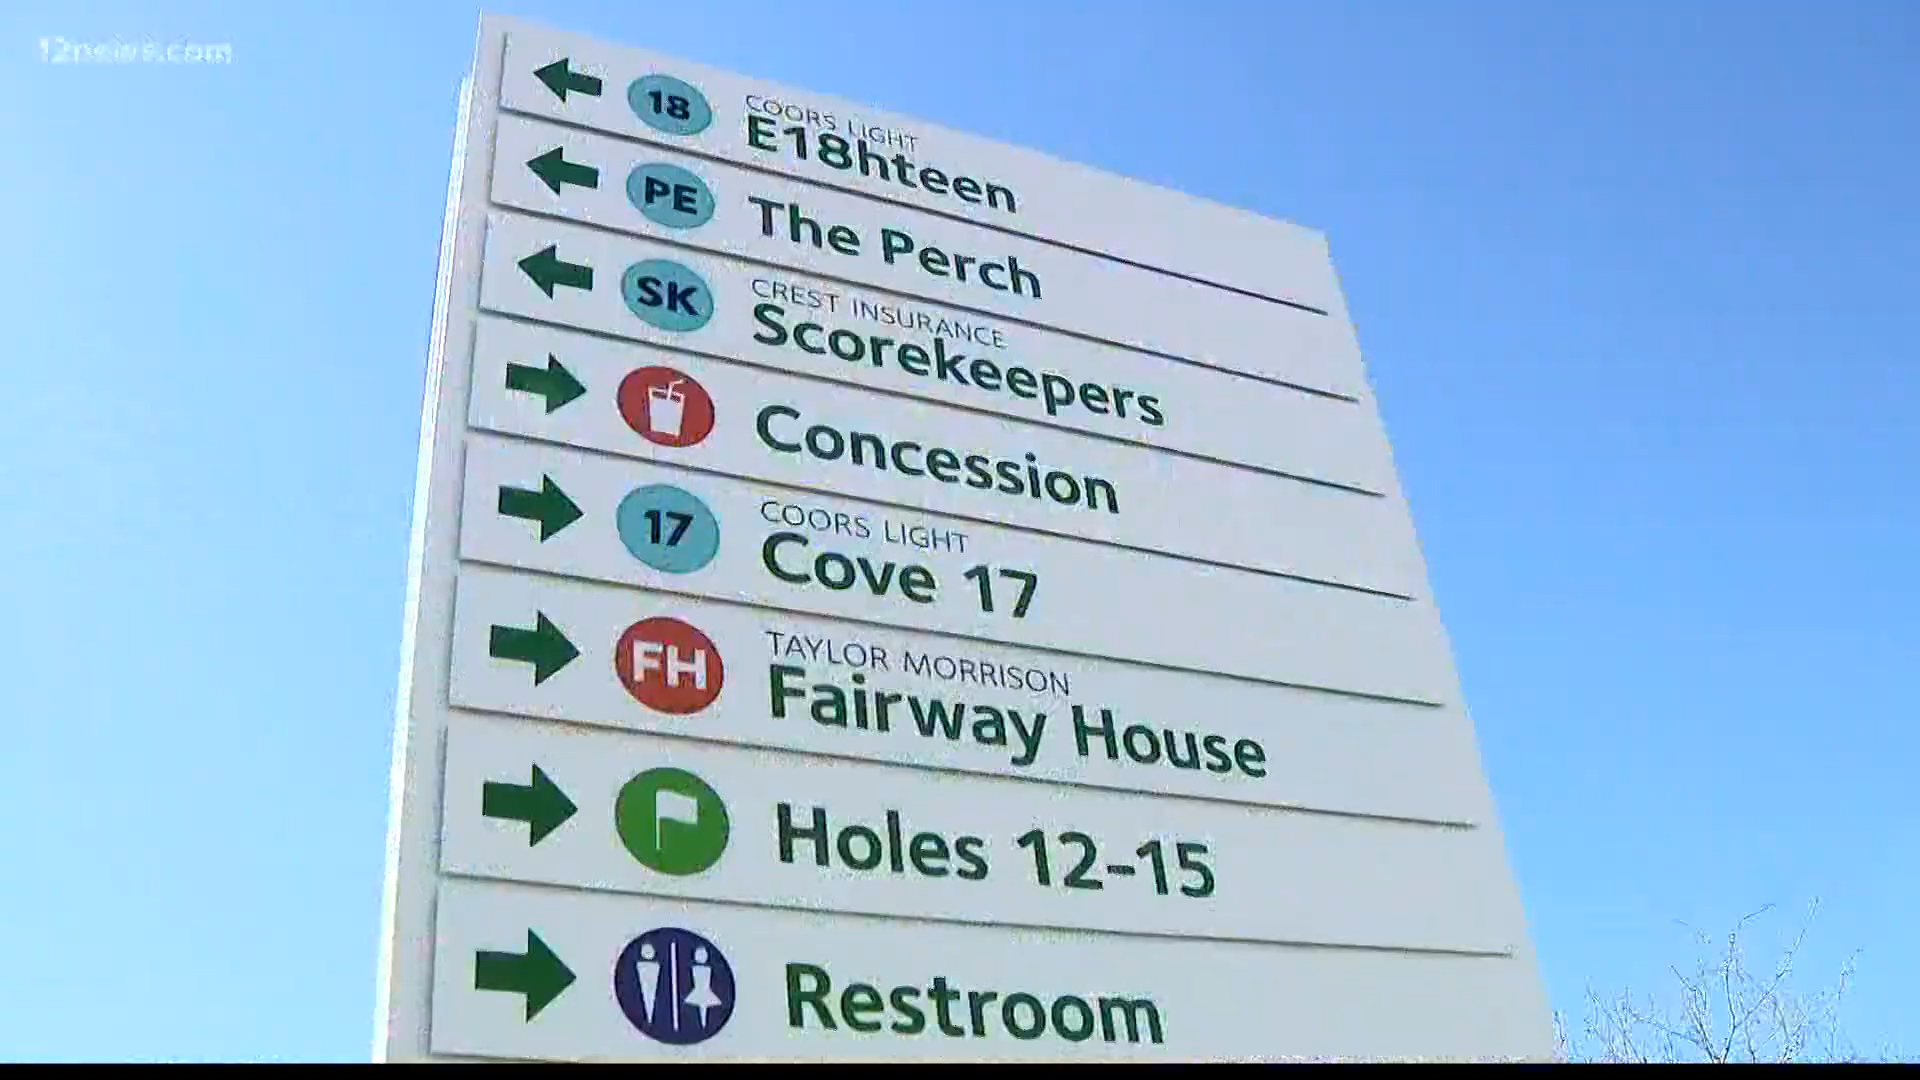 12news.com
18
COORS LIGHT
E18hteen
PE
The Perch
SK
CREST INSURANCE
Scorekeepers
Concession
17
COORS LIGHT
Cove 17
FH
TAYLOR MORRISON
Fairway House
Holes 12-15
Restroom